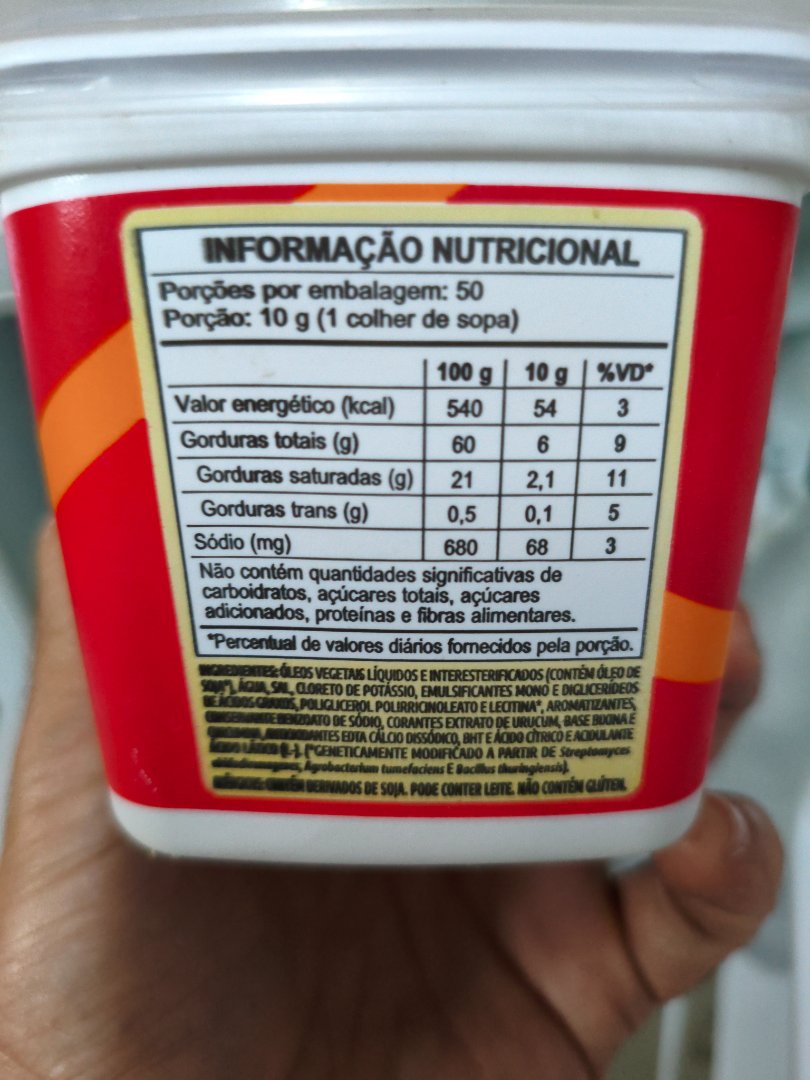 INFORMAÇÃO NUTRICIONAL
Porções por embalagem: 50
Porção: 10 g (1 colher de sopa)
100 g 10 g %VD*
Valor energético (kcal) 540 54 3
Gorduras totais (g) 60 6 9
Gorduras saturadas (g) 21 2,1 11
Gorduras trans (g) 0,5 0,1 5
Sódio (mg) 680 68 3
Não contém quantidades significativas de
carboidratos, açúcares totais, açúcares
adicionados, proteínas e fibras alimentares.
*Percentual de valores diários fornecidos pela porção.
INGREDIENTES: ÓLEOS VEGETAIS LÍQUIDOS E INTERESTERIFICADOS (CONTÉM ÓLEO DE
SOJA*), ÁGUA, SAL, CLORETO DE POTÁSSIO, EMULSIFICANTES MONO E DIGLICERÍDEOS
DE ÁCIDOS GRAXOS, POLIGLICEROL POLIRRICINOLEATO E LECITINA*, AROMATIZANTES,
CONSERVANTE BENZOATO DE SÓDIO, CORANTES EXTRATO DE URUCUM, BASE BIXINA E
ANTIOXIDANTES EDTA CÁLCIO DISSÓDICO, BHT E ÁCIDO CÍTRICO E ACIDULANTE
ÁCIDO LÁTICO (L-). (*GENETICAMENTE MODIFICADO A PARTIR DE Streptomyces
Agrobacterium tumefaciens E Bacillus thuringiensis).
CONTÉM DERIVADOS DE SOJA. PODE CONTER LEITE. NÃO CONTÉM GLÚTEN.